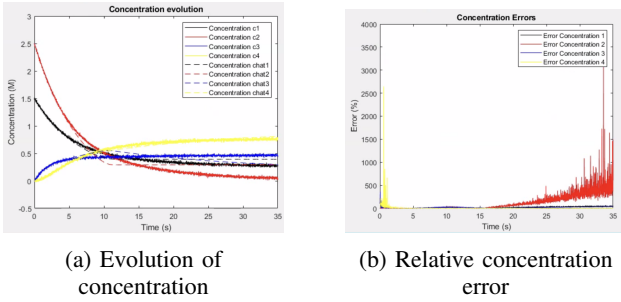 Concentration evolution
Concentration c1
Concentration c2
Concentration c3
Concentration c4
Concentration chat1
Concentration chat2
Concentration chat3
Concentration chat4
Concentration (M)
3
2.5
2
1.5
1
0.5
0
-0.5
0 5 10 15 20 25 30 35
Time (s)
Concentration Errors
Error Concentration 1
Error Concentration 2
Error Concentration 3
Error Concentration 4
Error (%)
4000
3500
3000
2500
2000
1500
1000
500
0
0 5 10 15 20 25 30 35
Time (s)
(a) Evolution of
concentration
(b) Relative concentration
error